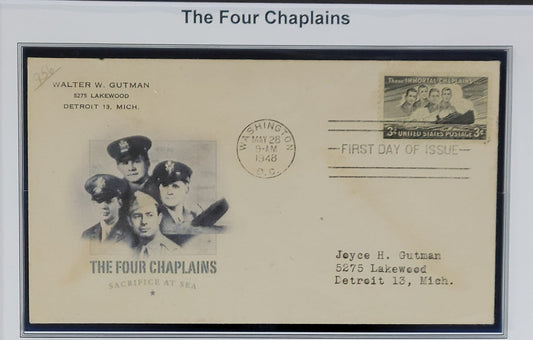 The Four Chaplains
WALTER W. GUTMAN
5275 LAKEWOOD
DETROIT 13, MICH.
These IMMORTAL CHAPLAINS...
3¢ UNITED STATES POSTAGE 3¢
WASHINGTON
MAY 28
9-AM
1948
D.C.
FIRST DAY OF ISSUE
THE FOUR CHAPLAINS
SACRIFICE AT SEA
Joyce H. Gutman
5275 Lakewood
Detroit 13, Mich.